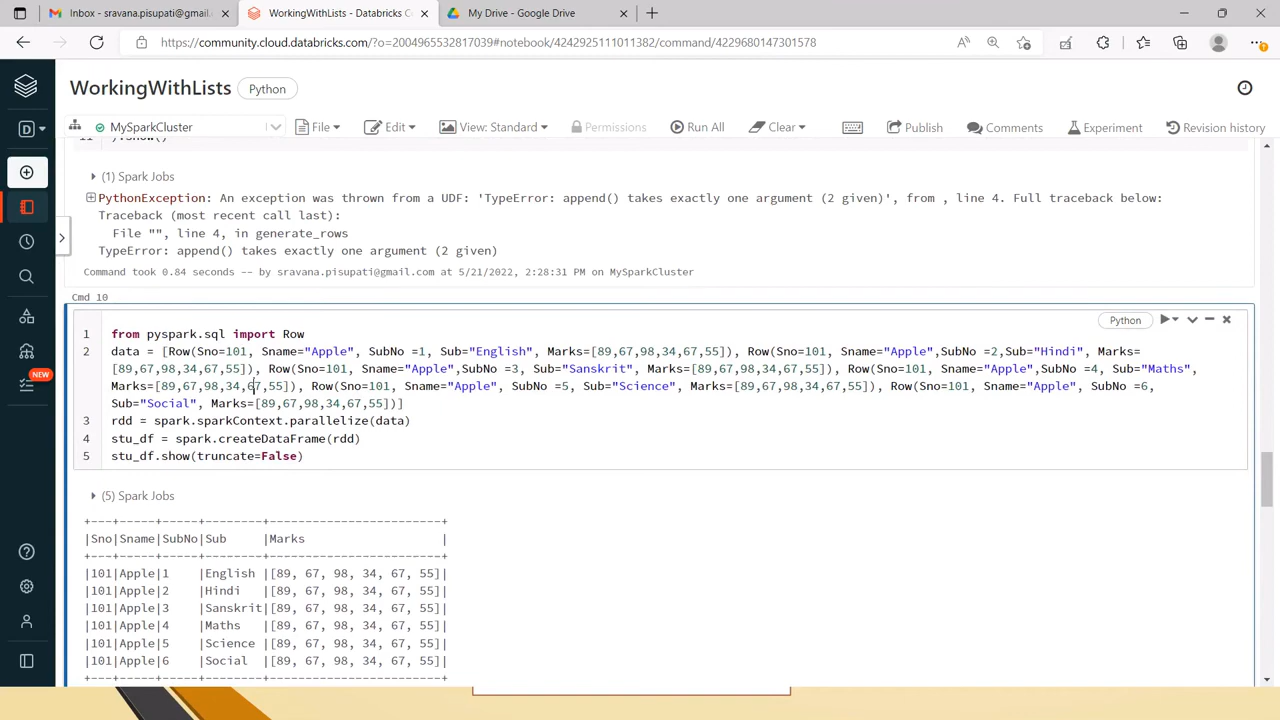 Inbox - sravana.pisupati@gmail.
WorkingWithLists - Databricks C
My Drive - Google Drive
https://community.cloud.databricks.com/?o=2004965532817039#notebook/4242925111011382/command/4229680147301578
WorkingWithLists
Python
D
MySparkCluster
File
Edit
View: Standard
Permissions
Run All
Clear
Publish
Comments
Experiment
Revision history
11 ).show()
(1) Spark Jobs
PythonException: An exception was thrown from a UDF: 'TypeError: append() takes exactly one argument (2 given)', from , line 4. Full traceback below:
Traceback (most recent call last):
File "", line 4, in generate_rows
TypeError: append() takes exactly one argument (2 given)
Command took 0.84 seconds -- by sravana.pisupati@gmail.com at 5/21/2022, 2:28:31 PM on MySparkCluster
Cmd 10
Python
1 from pyspark.sql import Row
2 data = [Row(Sno=101, Sname="Apple", SubNo =1, Sub="English", Marks=[89,67,98,34,67,55]), Row(Sno=101, Sname="Apple",SubNo =2,Sub="Hindi", Marks=
[89,67,98,34,67,55]), Row(Sno=101, Sname="Apple",SubNo =3, Sub="Sanskrit", Marks=[89,67,98,34,67,55]), Row(Sno=101, Sname="Apple",SubNo =4, Sub="Maths",
Marks=[89,67,98,34,67,55]), Row(Sno=101, Sname="Apple", SubNo =5, Sub="Science", Marks=[89,67,98,34,67,55]), Row(Sno=101, Sname="Apple", SubNo =6,
Sub="Social", Marks=[89,67,98,34,67,55])]
3 rdd = spark.sparkContext.parallelize(data)
4 stu_df = spark.createDataFrame(rdd)
5 stu_df.show(truncate=False)
NEW
(5) Spark Jobs
+---+-----+-----+--------+------------------------+
|Sno|Sname|SubNo|Sub     |Marks                   |
+---+-----+-----+--------+------------------------+
|101|Apple|1    |English |[89, 67, 98, 34, 67, 55]|
|101|Apple|2    |Hindi   |[89, 67, 98, 34, 67, 55]|
|101|Apple|3    |Sanskrit|[89, 67, 98, 34, 67, 55]|
|101|Apple|4    |Maths   |[89, 67, 98, 34, 67, 55]|
|101|Apple|5    |Science |[89, 67, 98, 34, 67, 55]|
|101|Apple|6    |Social  |[89, 67, 98, 34, 67, 55]|
+---+-----+-----+--------+------------------------+